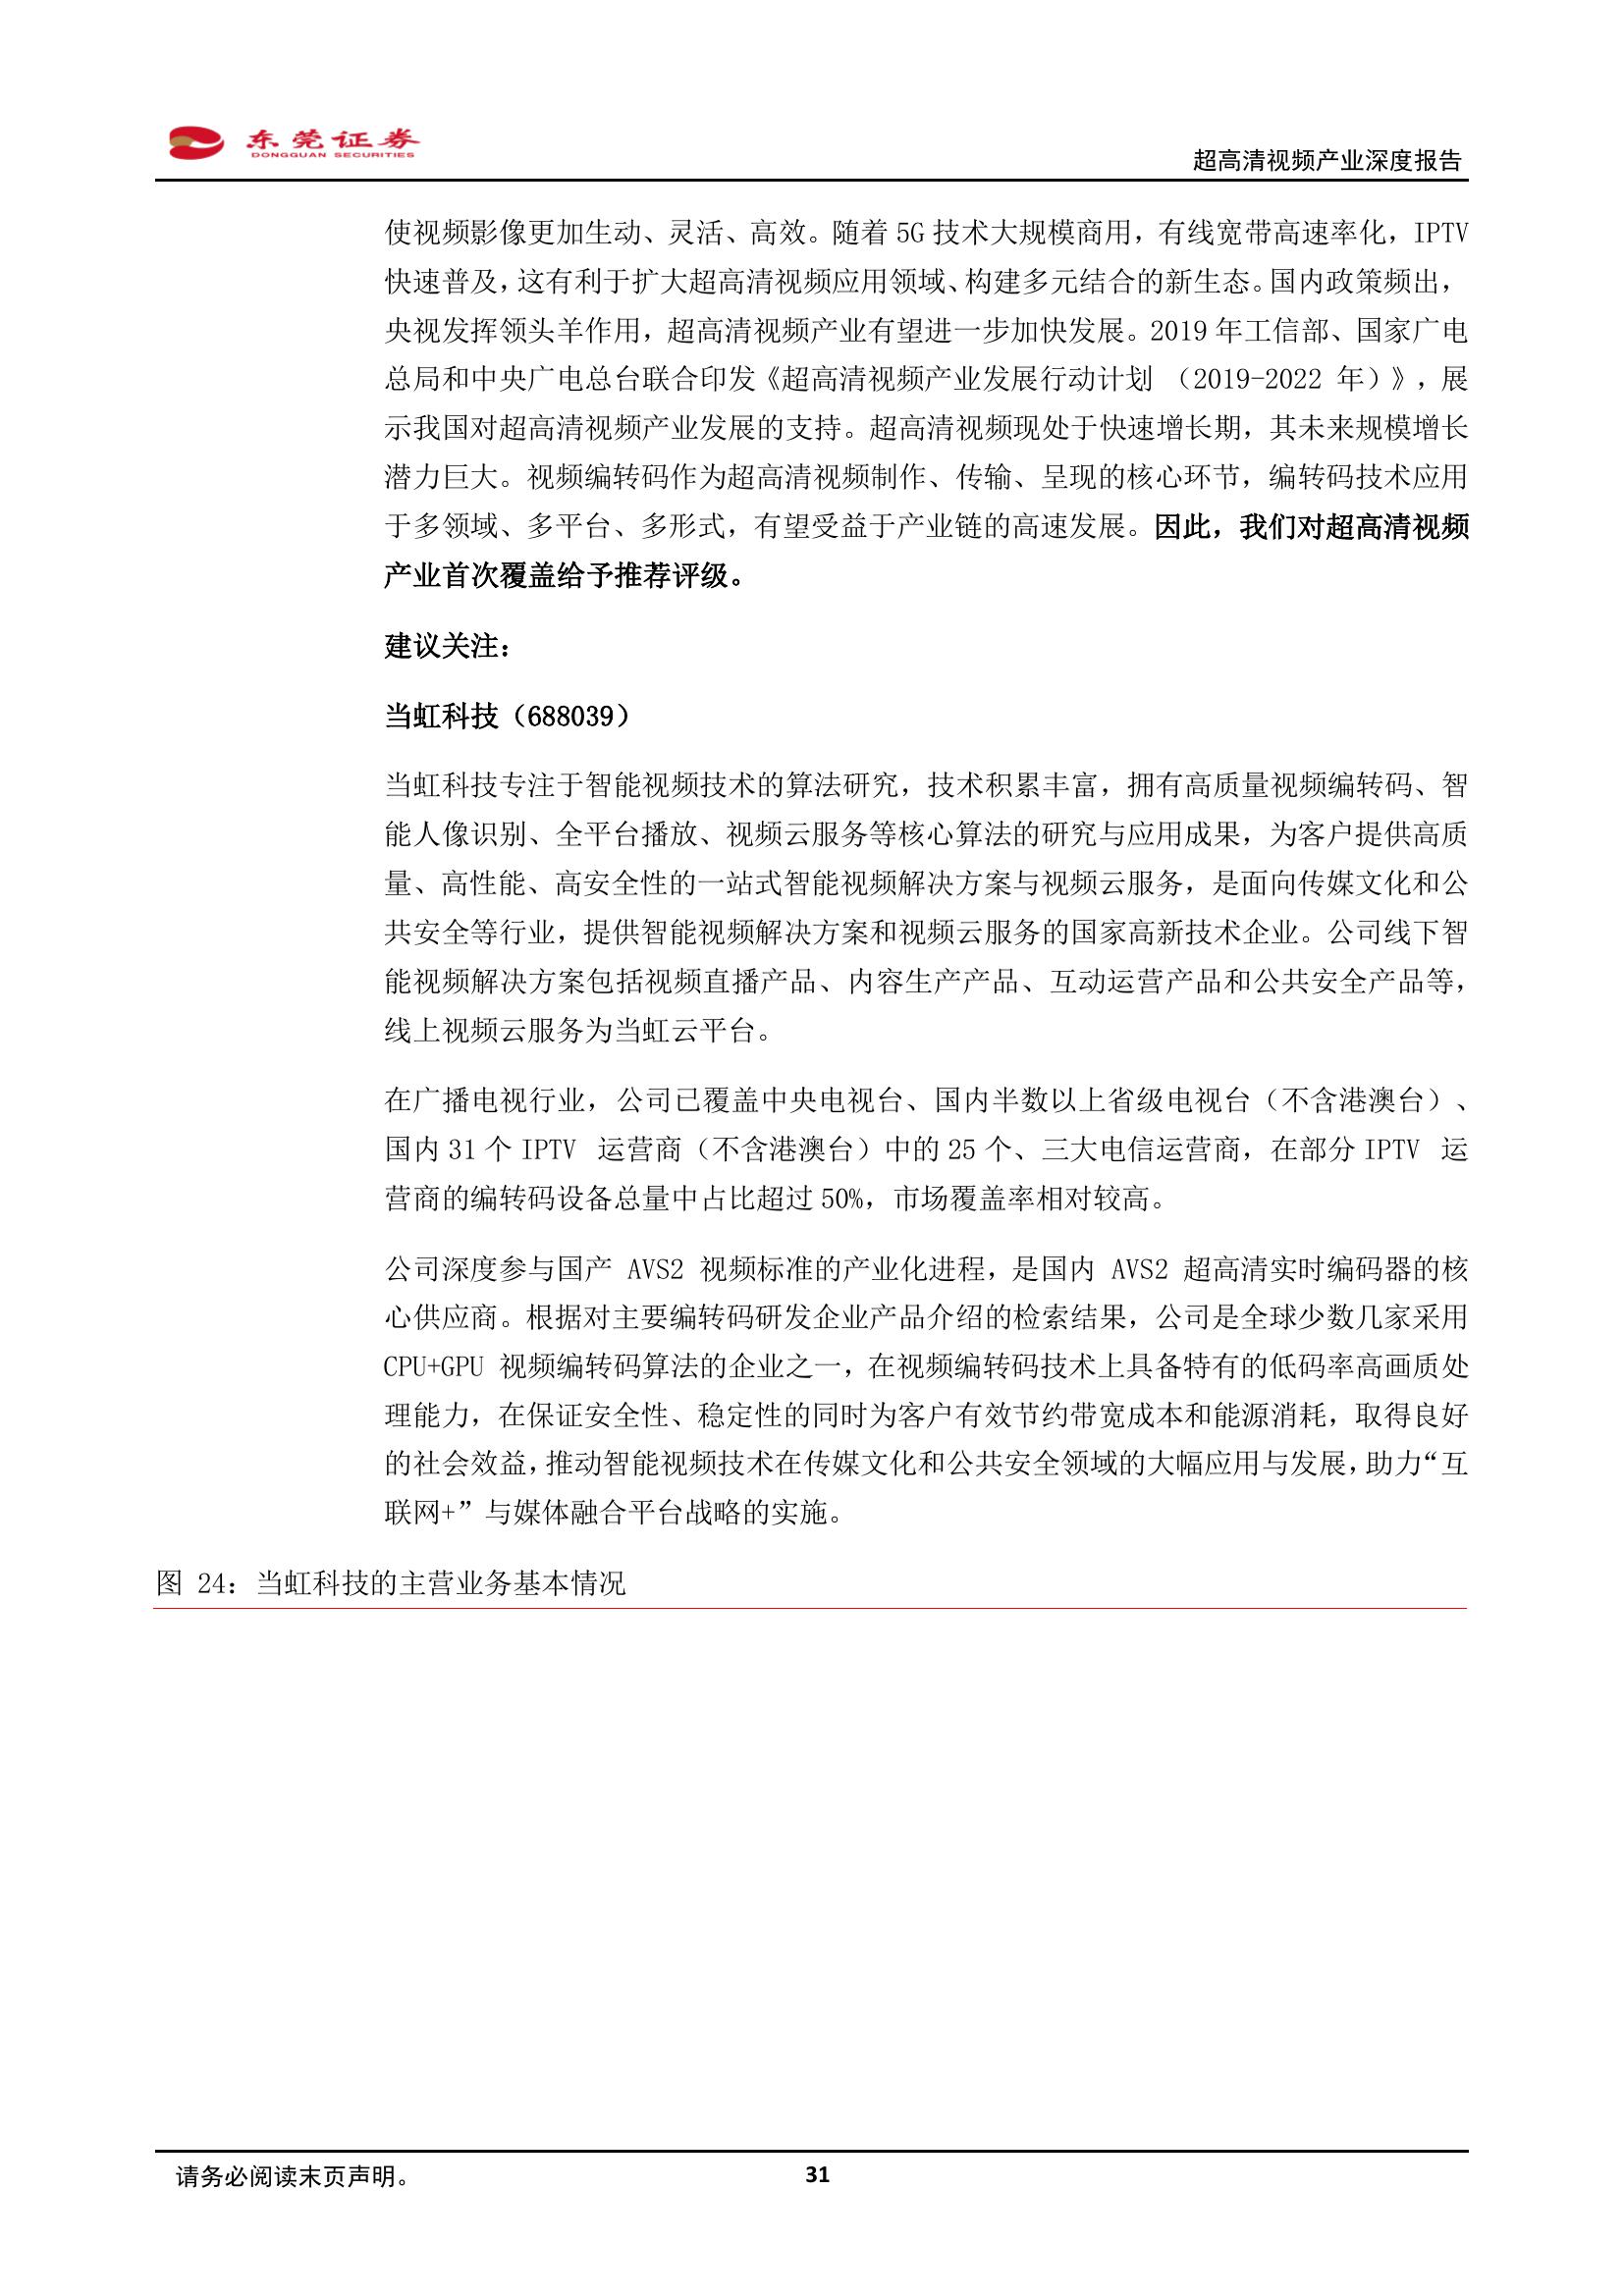 东莞证券
DONGGUAN SECURITIES
超高清视频产业深度报告
使视频影像更加生动、灵活、高效。随着 5G 技术大规模商用，有线宽带高速率化，IPTV
快速普及，这有利于扩大超高清视频应用领域、构建多元结合的新生态。国内政策频出，
央视发挥领头羊作用，超高清视频产业有望进一步加快发展。2019 年工信部、国家广电
总局和中央广电总台联合印发《超高清视频产业发展行动计划 （2019-2022 年）》，展
示我国对超高清视频产业发展的支持。超高清视频现处于快速增长期，其未来规模增长
潜力巨大。视频编转码作为超高清视频制作、传输、呈现的核心环节，编转码技术应用
于多领域、多平台、多形式，有望受益于产业链的高速发展。因此，我们对超高清视频
产业首次覆盖给予推荐评级。
建议关注：
当虹科技（688039）
当虹科技专注于智能视频技术的算法研究，技术积累丰富，拥有高质量视频编转码、智
能人像识别、全平台播放、视频云服务等核心算法的研究与应用成果，为客户提供高质
量、高性能、高安全性的一站式智能视频解决方案与视频云服务，是面向传媒文化和公
共安全等行业，提供智能视频解决方案和视频云服务的国家高新技术企业。公司线下智
能视频解决方案包括视频直播产品、内容生产产品、互动运营产品和公共安全产品等，
线上视频云服务为当虹云平台。
在广播电视行业，公司已覆盖中央电视台、国内半数以上省级电视台（不含港澳台）、
国内 31 个 IPTV 运营商（不含港澳台）中的 25 个、三大电信运营商，在部分 IPTV 运
营商的编转码设备总量中占比超过 50%，市场覆盖率相对较高。
公司深度参与国产 AVS2 视频标准的产业化进程，是国内 AVS2 超高清实时编码器的核
心供应商。根据对主要编转码研发企业产品介绍的检索结果，公司是全球少数几家采用
CPU+GPU 视频编转码算法的企业之一，在视频编转码技术上具备特有的低码率高画质处
理能力，在保证安全性、稳定性的同时为客户有效节约带宽成本和能源消耗，取得良好
的社会效益，推动智能视频技术在传媒文化和公共安全领域的大幅应用与发展，助力“互
联网+”与媒体融合平台战略的实施。
图 24：当虹科技的主营业务基本情况
请务必阅读末页声明。
31